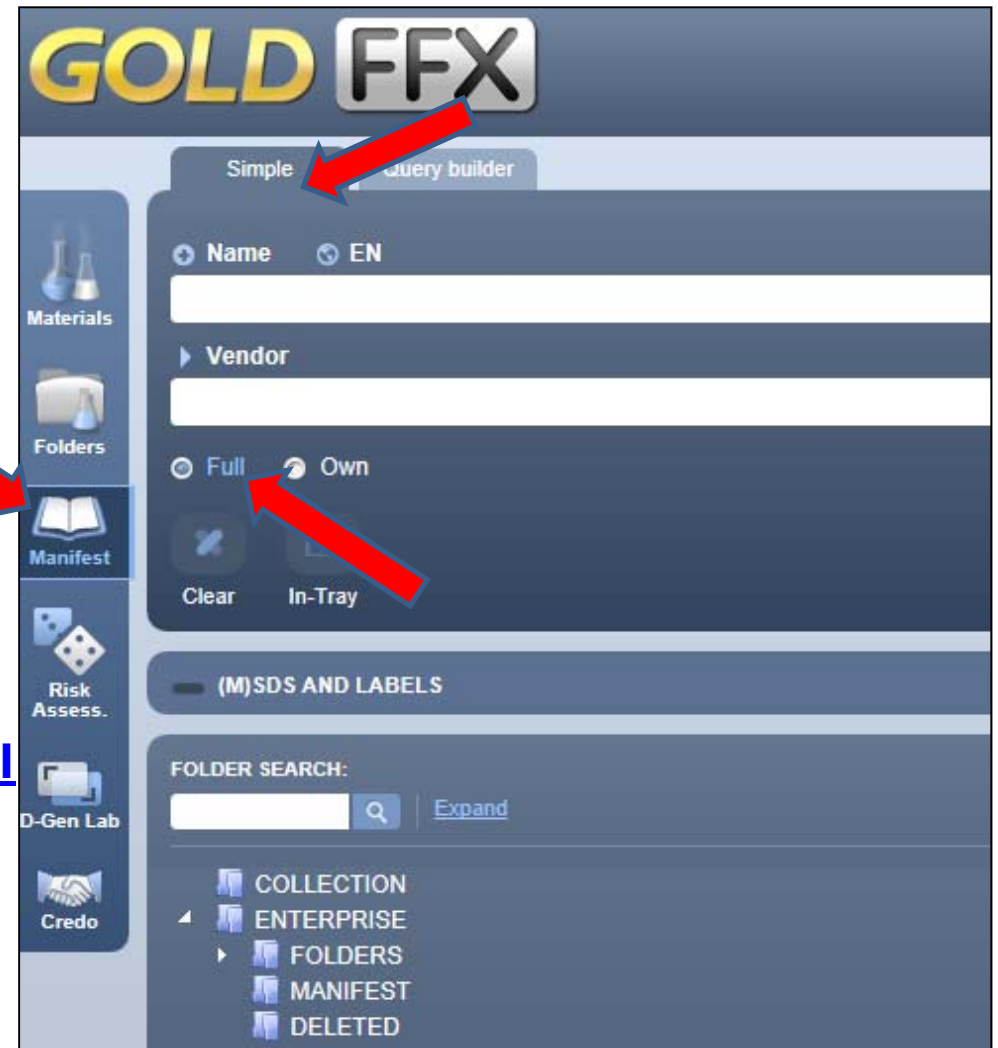 GOLD FFX
Simple Query builder
Name EN
Vendor
Full Own
Clear In-Tray
Materials
Folders
Manifest
Risk
Assess.
D-Gen Lab
Credo
(M)SDS AND LABELS
FOLDER SEARCH:
Expand
COLLECTION
ENTERPRISE
FOLDERS
MANIFEST
DELETED